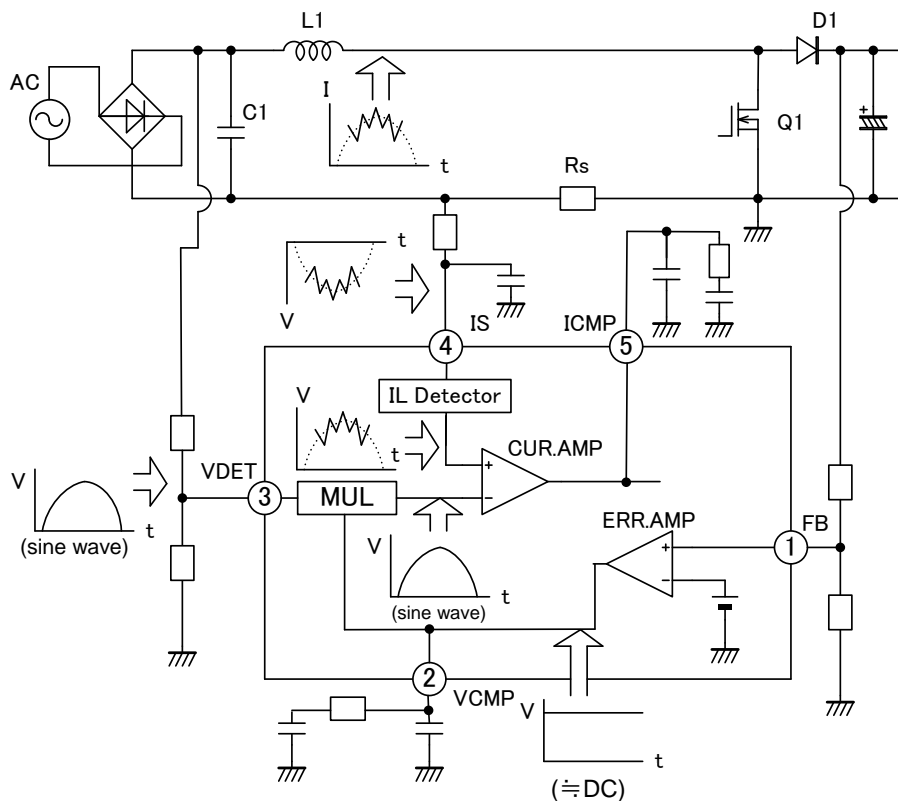 L1
D1
AC
C1
I
t
Q1
Rs
t
V
IS
ICMP
4
5
IL Detector
V
t
CUR.AMP
+
−
VDET
3
MUL
V
t
(sine wave)
ERR.AMP
+
−
FB
1
V
t
(sine wave)
2
VCMP
V
t
(≒DC)
+